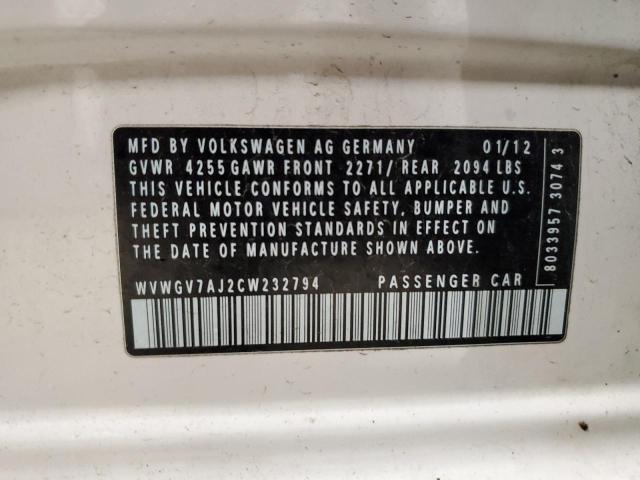 MFD BY VOLKSWAGEN AG GERMANY 01/12
GVWR 4255 GAWR FRONT 2271/ REAR 2094 LBS
THIS VEHICLE CONFORMS TO ALL APPLICABLE U.S.
FEDERAL MOTOR VEHICLE SAFETY, BUMPER AND
THEFT PREVENTION STANDARDS IN EFFECT ON
THE DATE OF MANUFACTURE SHOWN ABOVE.
WVWGV7AJ2CW232794 PASSENGER CAR
8033957 3074 3